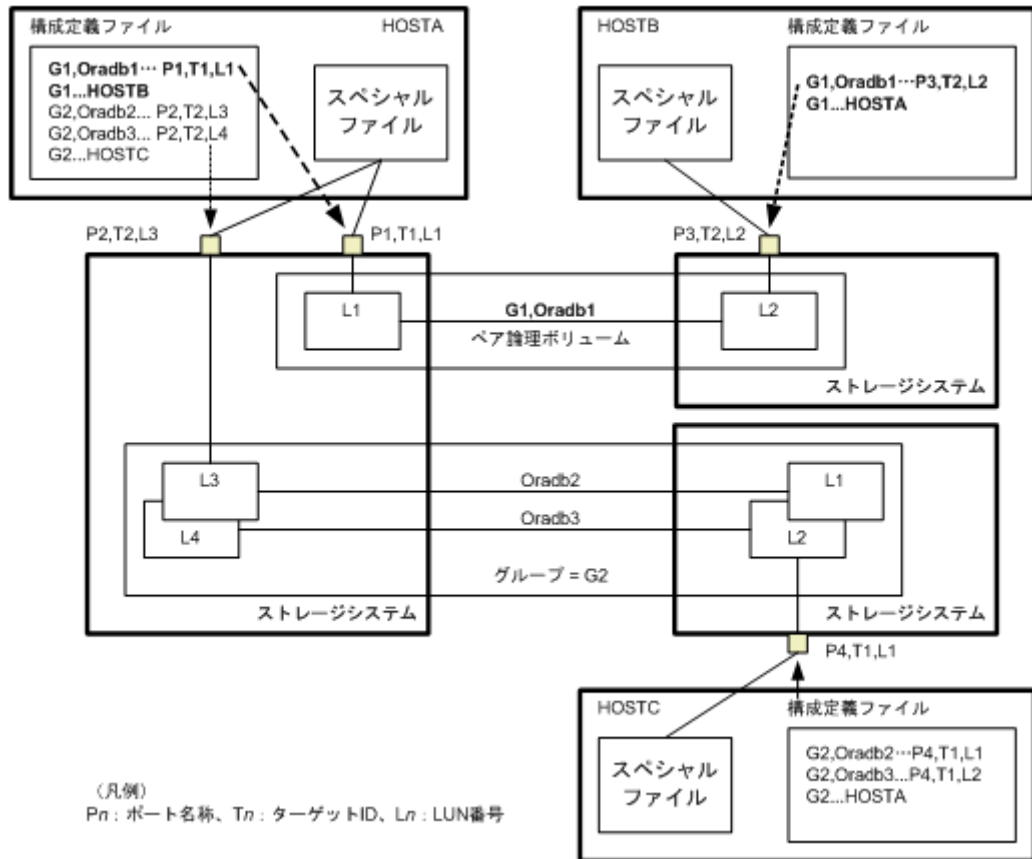 構成定義ファイル
HOSTA
G1,Oradb1… P1,T1,L1
G1...HOSTB
G2,Oradb2... P2,T2,L3
G2,Oradb3... P2,T2,L4
G2...HOSTC
スペシャル
ファイル
HOSTB
構成定義ファイル
スペシャル
ファイル
G1,Oradb1…P3,T2,L2
G1...HOSTA
P2,T2,L3
P1,T1,L1
P3,T2,L2
L1
G1,Oradb1
ペア論理ボリューム
L2
ストレージシステム
L3
L4
Oradb2
Oradb3
L1
L2
グループ = G2
ストレージシステム
ストレージシステム
P4,T1,L1
HOSTC
構成定義ファイル
スペシャル
ファイル
G2,Oradb2…P4,T1,L1
G2,Oradb3...P4,T1,L2
G2...HOSTA
（凡例）
Pn：ポート名称、Tn：ターゲットID、Ln：LUN番号